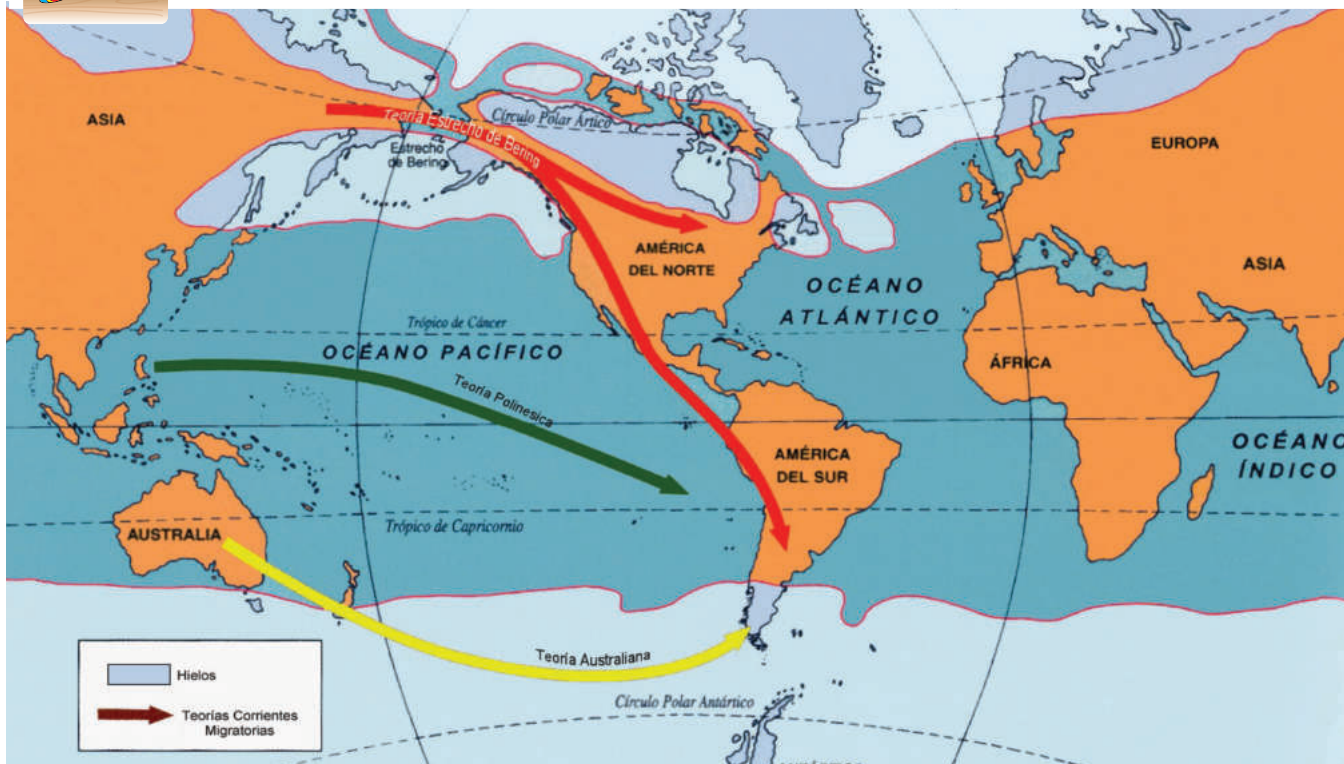 ASIA
Teoría Estrecho de Bering
Círculo Polar Ártico
Estrecho
de Bering
EUROPA
AMÉRICA
DEL NORTE
ASIA
OCÉANO
ATLÁNTICO
Trópico de Cáncer
OCÉANO PACÍFICO
ÁFRICA
Teoría Polinesica
OCÉANO
ÍNDICO
AMÉRICA
DEL SUR
Trópico de Capricornio
AUSTRALIA
Teoría Australiana
Hielos
Círculo Polar Antártico
Teorías Corrientes
Migratorias